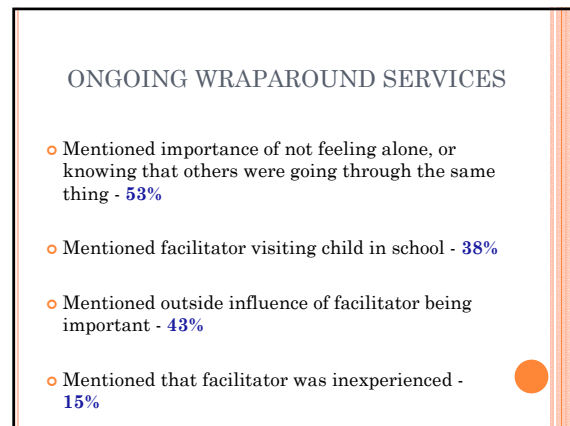 ONGOING WRAPAROUND SERVICES
Mentioned importance of not feeling alone, or
knowing that others were going through the same
thing - 53%
Mentioned facilitator visiting child in school - 38%
Mentioned outside influence of facilitator being
important - 43%
Mentioned that facilitator was inexperienced -
15%